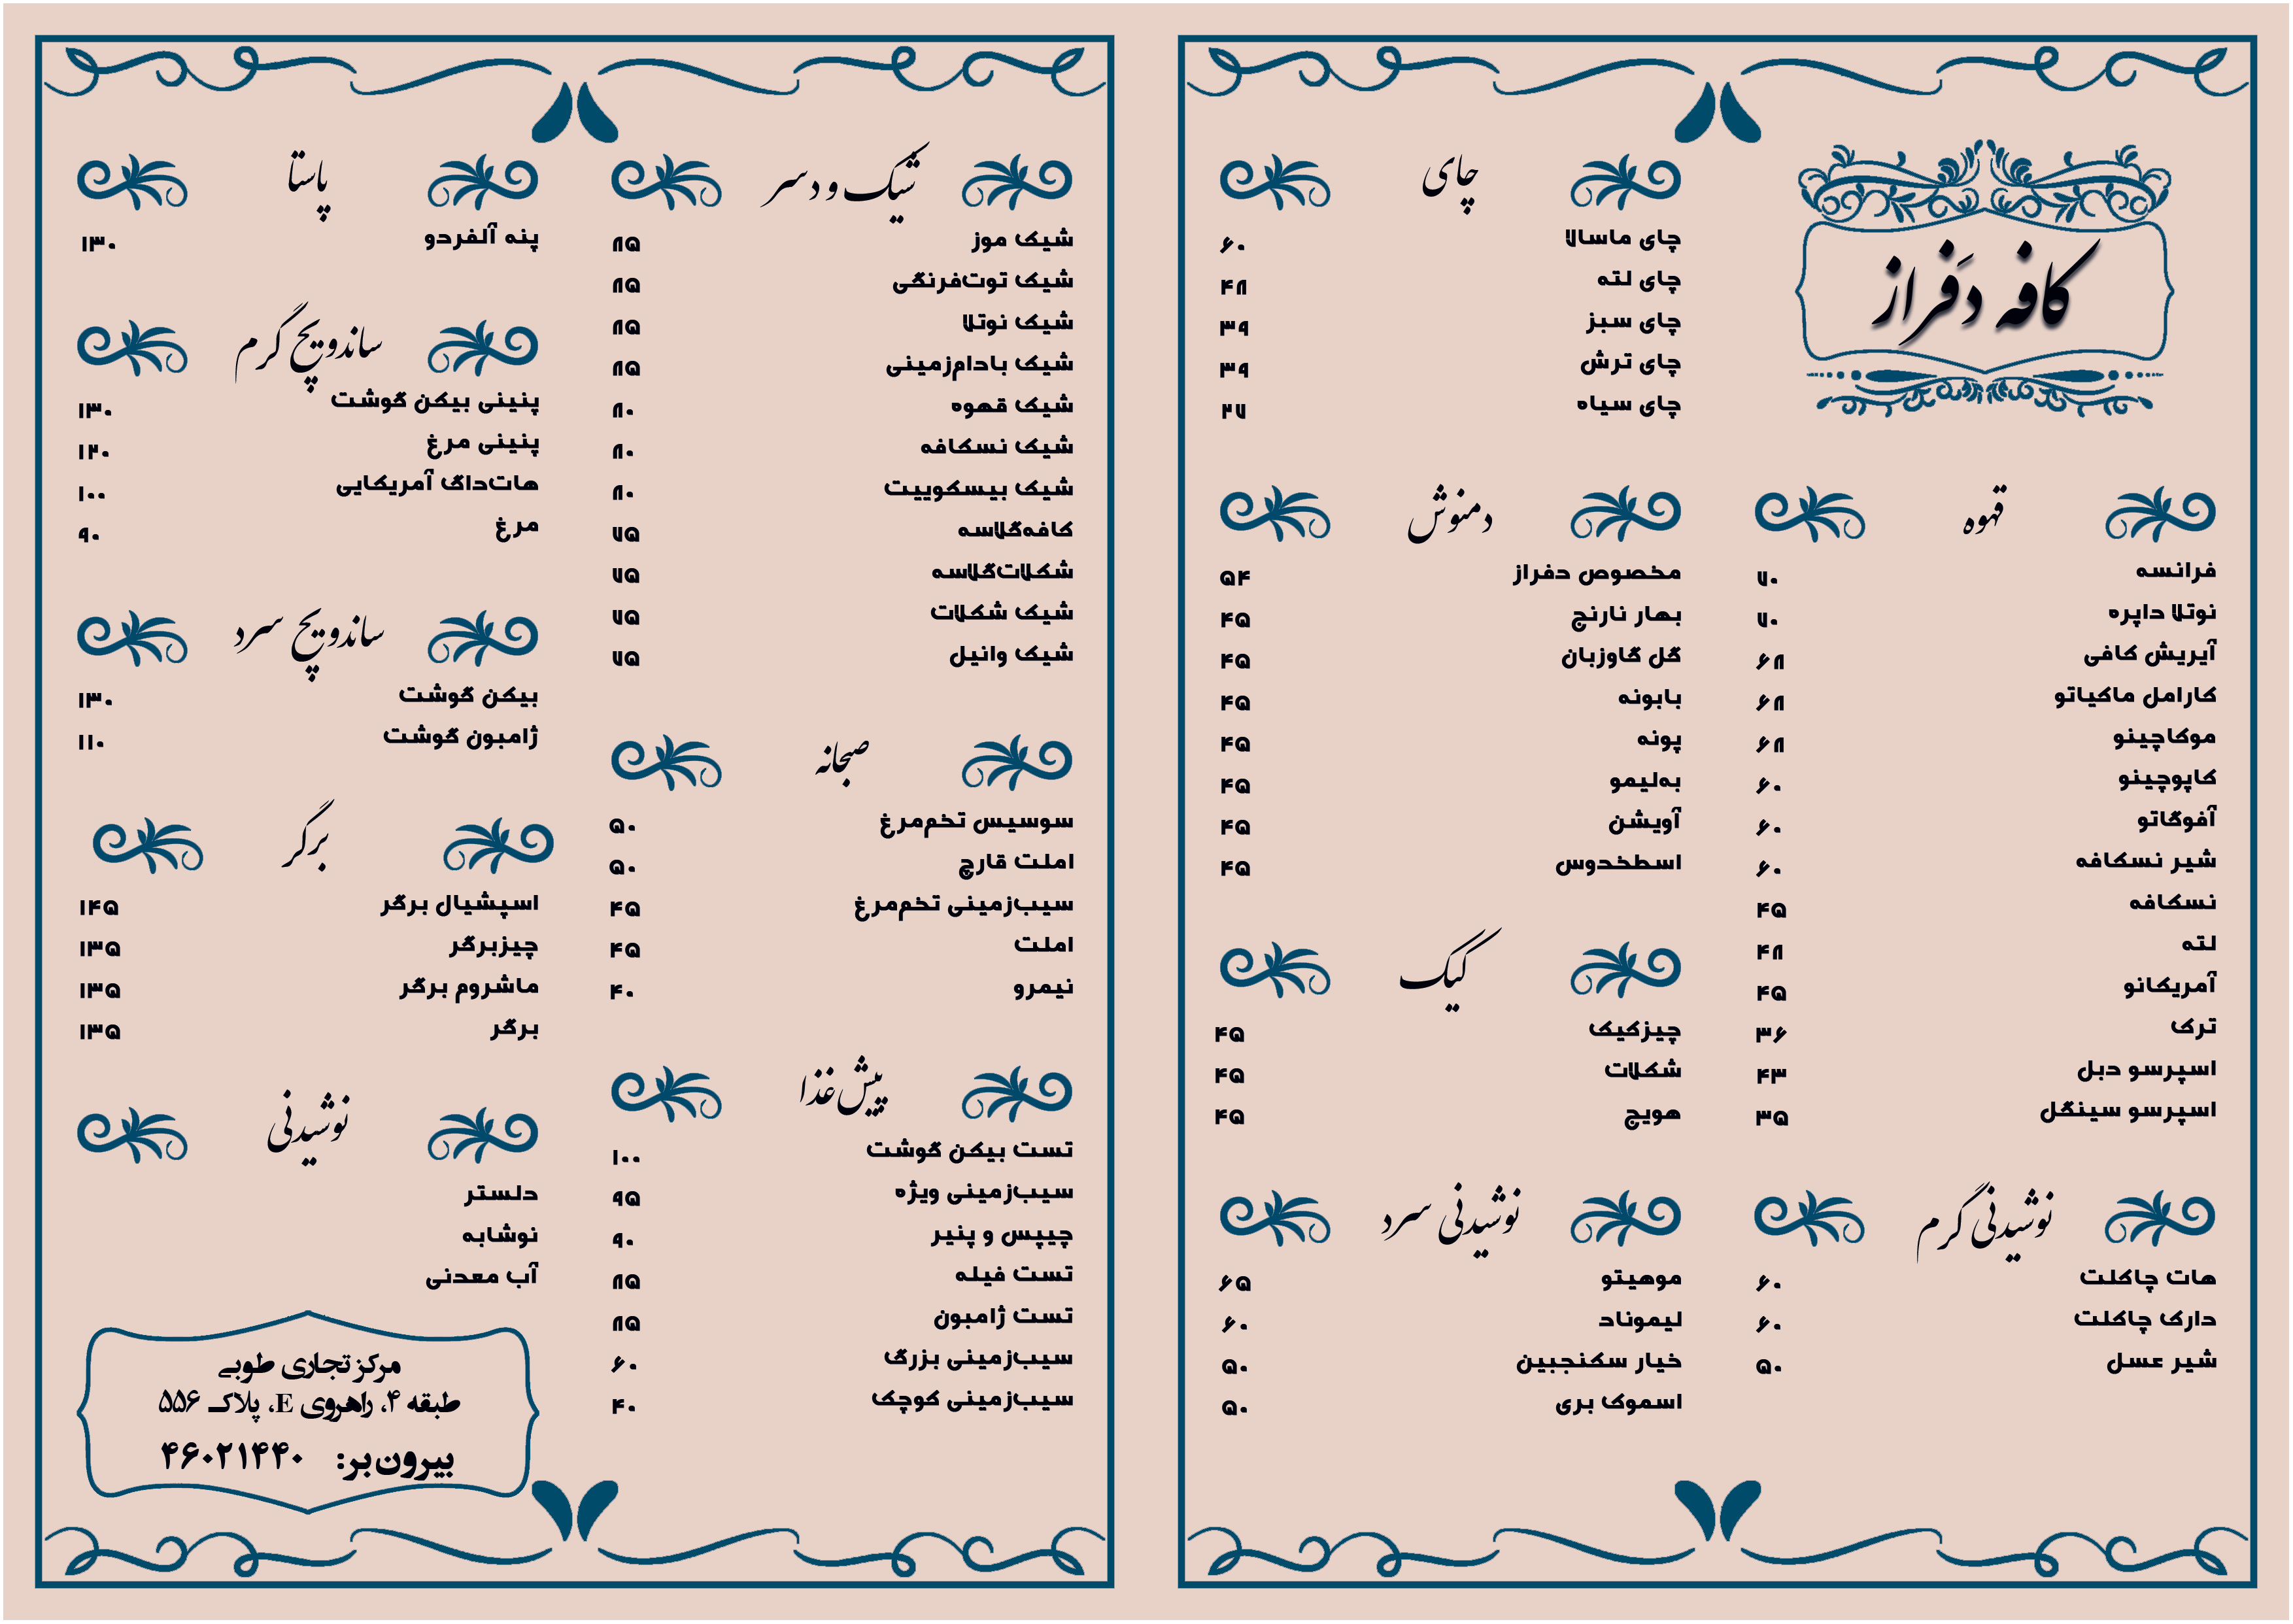 کافه دَفراز
قهوه
فرانسه ۷۰
نوتلا داپره ۷۰
آیریش کافی ۶۸
کارامل ماکیاتو ۶۸
موکاچینو ۶۸
کاپوچینو ۶۰
آفوگاتو ۶۰
شیر نسکافه ۶۰
نسکافه ۴۵
لته ۴۸
آمریکانو ۴۵
ترک ۳۶
اسپرسو دبل ۴۳
اسپرسو سینگل ۳۵
نوشیدنی گرم
هات چاکلت ۶۰
دارک چاکلت ۶۰
شیر عسل ۵۰
چای
چای ماسالا ۶۰
چای لته ۴۸
چای سبز ۳۹
چای ترش ۳۹
چای سیاه ۲۷
دمنوش
مخصوص دفراز ۵۴
بهار نارنج ۴۵
گل گاوزبان ۴۵
بابونه ۴۵
پونه ۴۵
به‌لیمو ۴۵
آویشن ۴۵
اسطخدوس ۴۵
کیک
چیزکیک ۴۵
شکلات ۴۵
هویج ۴۵
نوشیدنی سرد
موهیتو ۶۵
لیموناد ۶۰
خیار سکنجبین ۵۰
اسموک بری ۵۰
شیک و دسر
شیک موز ۸۵
شیک توت‌فرنگی ۸۵
شیک نوتلا ۸۵
شیک بادام‌زمینی ۸۵
شیک قهوه ۸۰
شیک نسکافه ۸۰
شیک بیسکوییت ۸۰
کافه‌گلاسه ۷۵
شکلات‌گلاسه ۷۵
شیک شکلات ۷۵
شیک وانیل ۷۵
صبحانه
سوسیس تخم‌مرغ ۵۰
املت قارچ ۵۰
سیب‌زمینی تخم‌مرغ ۴۵
املت ۴۵
نیمرو ۴۰
پیش غذا
تست بیکن گوشت ۱۰۰
سیب‌زمینی ویژه ۹۵
چیپس و پنیر ۹۰
تست فیله ۸۵
تست ژامبون ۸۵
سیب‌زمینی بزرگ ۶۰
سیب‌زمینی کوچک ۴۰
پاستا
پنه آلفردو ۱۳۰
ساندویچ گرم
پنینی بیکن گوشت ۱۳۰
پنینی مرغ ۱۲۰
هات‌داگ آمریکایی ۱۰۰
مرغ ۹۰
ساندویچ سرد
بیکن گوشت ۱۳۰
ژامبون گوشت ۱۱۰
برگر
اسپشیال برگر ۱۴۵
چیزبرگر ۱۳۵
ماشروم برگر ۱۳۵
برگر ۱۳۵
نوشیدنی
دلستر
نوشابه
آب معدنی
مرکز تجاری طوبے
طبقه ۴، راهروی E، پلاک ۵۵۶
بیرون‌بر: ۴۶۰۲۱۴۴۰